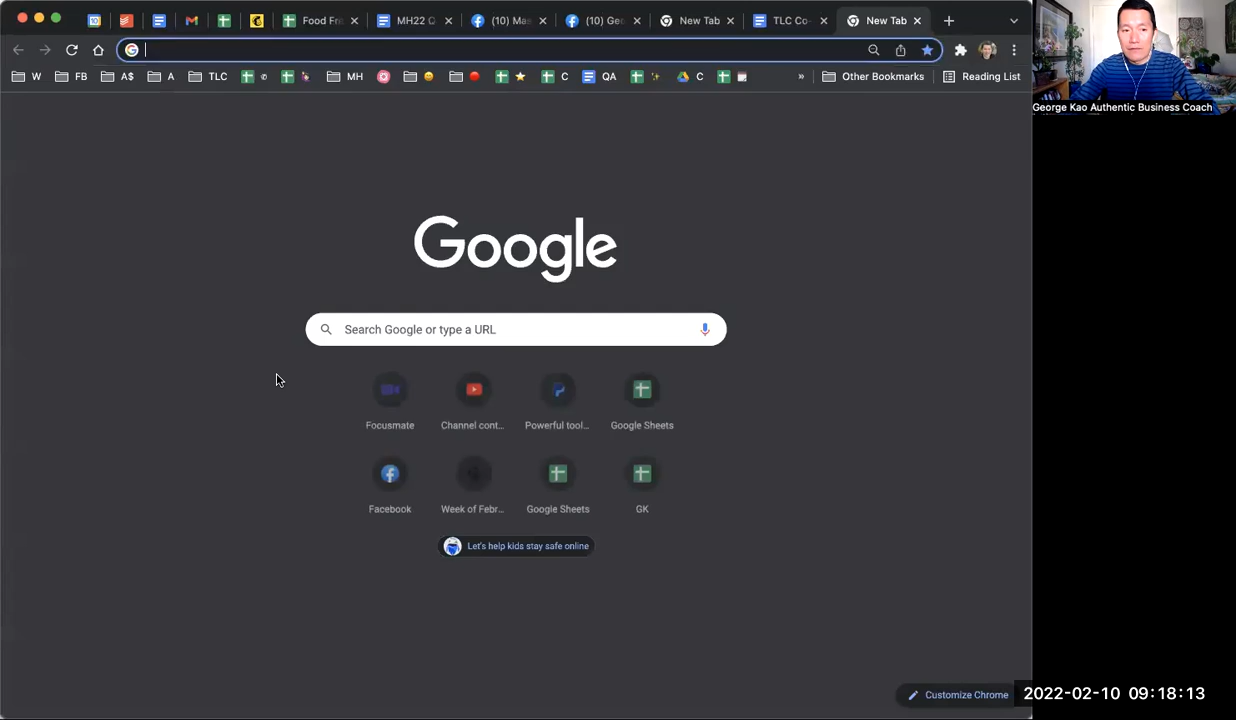 Food Fr
MH22 Q
(10) Mas
(10) Geo
New Tab
TLC Co
New Tab
W
FB
A$
A
TLC
MH
C
QA
C
Other Bookmarks
Reading List
George Kao Authentic Business Coach
Google
Search Google or type a URL
Focusmate
Channel cont...
Powerful tool...
Google Sheets
Facebook
Week of Febr...
Google Sheets
GK
Let's help kids stay safe online
Customize Chrome
2022-02-10 09:18:13